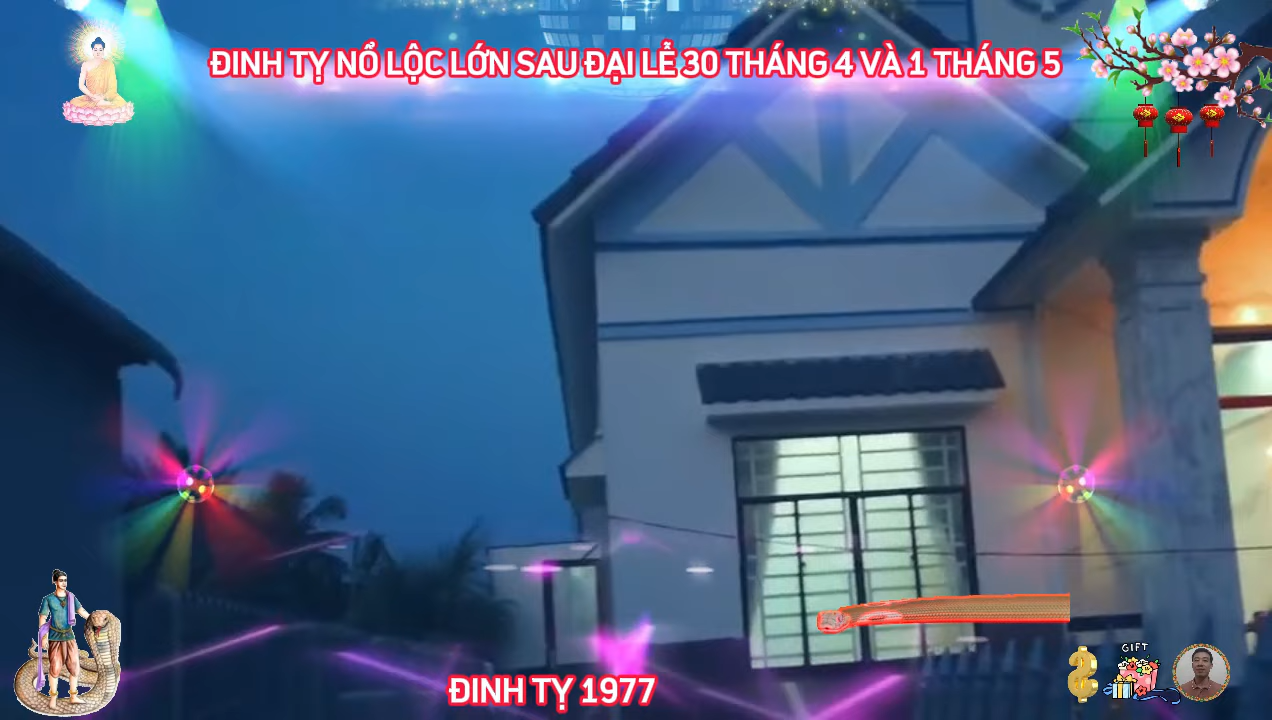 ĐINH TỴ NỔ LỘC LỚN SAU ĐẠI LỄ 30 THÁNG 4 VÀ 1 THÁNG 5
GIFT
ĐINH TỴ 1977